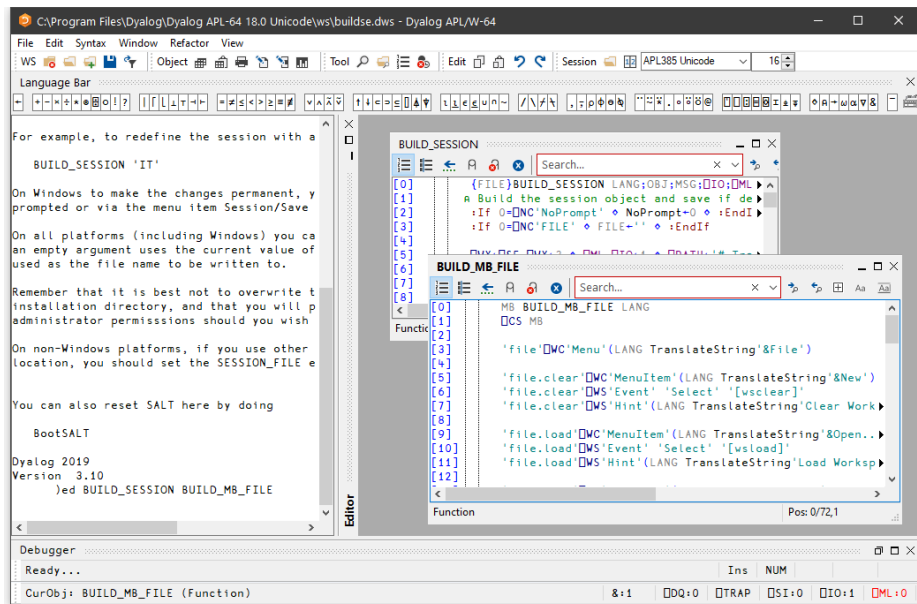 C:\Program Files\Dyalog\Dyalog APL-64 18.0 Unicode\ws\buildse.dws - Dyalog APL/W-64
File Edit Syntax Window Refactor View
WS Object Tool Edit Session APL385 Unicode 16
Language Bar
For example, to redefine the session with a
BUILD_SESSION 'IT'
On Windows to make the changes permanent, y
prompted or via the menu item Session/Save
On all platforms (including Windows) you ca
an empty argument uses the current value of
used as the file name to be written to.
Remember that it is best not to overwrite t
installation directory, and that you will p
administrator permisssions should you wish
On non-Windows platforms, if you use other
location, you should set the SESSION_FILE e
You can also reset SALT here by doing
BootSALT
Dyalog 2019
Version 3.10
)ed BUILD_SESSION BUILD_MB_FILE
Editor
BUILD_SESSION
Search...
[0] {FILE}BUILD_SESSION LANG;OBJ;MSG;⎕IO;⎕ML
[1] ⍝ Build the session object and save if de
[2] :If 0=⎕NC'NoPrompt' ⋄ NoPrompt←0 ⋄ :EndI
[3] :If 0=⎕NC'FILE' ⋄ FILE←'' ⋄ :EndIf
[4]
[5]
[6]
[7]
[8]
Functio
BUILD_MB_FILE
Search...
[0] MB BUILD_MB_FILE LANG
[1] ⎕CS MB
[2]
[3] 'file'⎕WC'Menu'(LANG TranslateString'&File')
[4]
[5] 'file.clear'⎕WC'MenuItem'(LANG TranslateString'&New')
[6] 'file.clear'⎕WS'Event' 'Select' '[wsclear]'
[7] 'file.clear'⎕WS'Hint'(LANG TranslateString'Clear Work
[8]
[9] 'file.load'⎕WC'MenuItem'(LANG TranslateString'&Open..
[10] 'file.load'⎕WS'Event' 'Select' '[wsload]'
[11] 'file.load'⎕WS'Hint'(LANG TranslateString'Load Worksp
[12]
Function Pos: 0/72,1
Debugger
Ready... Ins NUM
CurObj: BUILD_MB_FILE (Function) &:1 ⎕DQ:0 ⎕TRAP ⎕SI:0 ⎕IO:1 ⎕ML:0